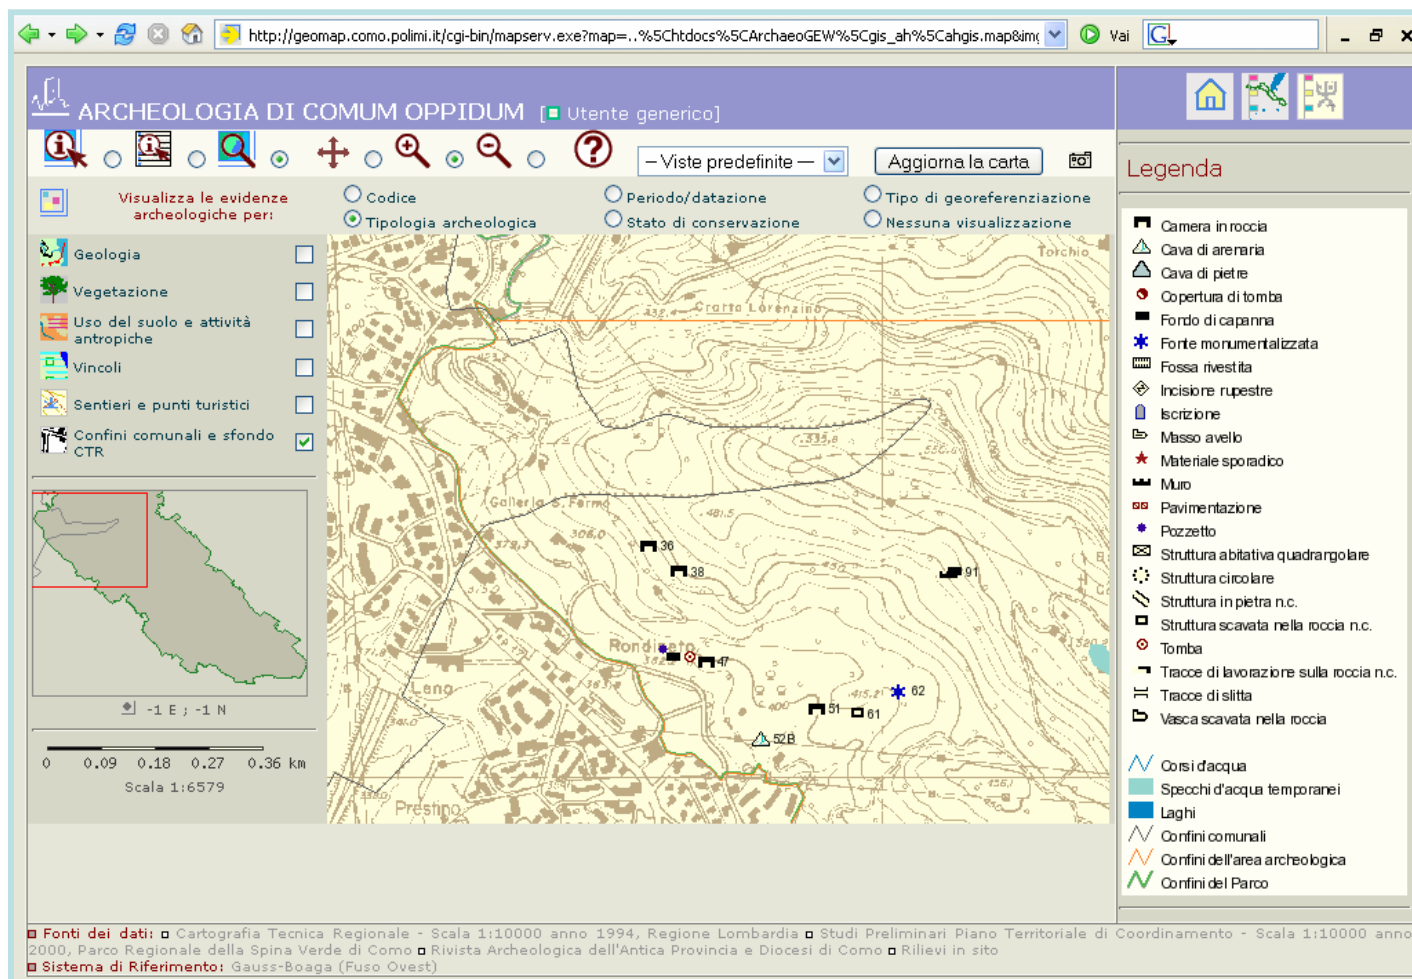 http://geomap.como.polimi.it/cgi-bin/mapserv.exe?map=..%5Chtdocs%5CArchaeoGEW%5Cgis_ah%5Cahgis.map&img
Vai
G
ARCHEOLOGIA DI COMUM OPPIDUM [Utente generico]
– Viste predefinite —
Aggiorna la carta
Visualizza le evidenze
archeologiche per:
Codice
Periodo/datazione
Tipo di georeferenziazione
Tipologia archeologica
Stato di conservazione
Nessuna visualizzazione
Geologia
Vegetazione
Uso del suolo e attività
antropiche
Vincoli
Sentieri e punti turistici
Confini comunali e sfondo
CTR
-1 E ; -1 N
0 0.09 0.18 0.27 0.36 km
Scala 1:6579
Torchio
Crotto Lorenzino
Galleria S. Fermo
481,5
308,0
36
38
91
Rondineto
47
Leno
415,2
62
51
61
52B
Prestino
Legenda
Camera in roccia
Cava di arenaria
Cava di pietre
Copertura di tomba
Fondo di capanna
Fonte monumentalizzata
Fossa rivestita
Incisione rupestre
Iscrizione
Masso avello
Materiale sporadico
Muro
Pavimentazione
Pozzetto
Struttura abitativa quadrangolare
Struttura circolare
Struttura in pietra n.c.
Struttura scavata nella roccia n.c.
Tomba
Tracce di lavorazione sulla roccia n.c.
Tracce di slitta
Vasca scavata nella roccia
Corsi d'acqua
Specchi d'acqua temporanei
Laghi
Confini comunali
Confini dell'area archeologica
Confini del Parco
Fonti dei dati: Cartografia Tecnica Regionale - Scala 1:10000 anno 1994, Regione Lombardia Studi Preliminari Piano Territoriale di Coordinamento - Scala 1:10000 anno
2000, Parco Regionale della Spina Verde di Como Rivista Archeologica dell'Antica Provincia e Diocesi di Como Rilievi in sito
Sistema di Riferimento: Gauss-Boaga (Fuso Ovest)